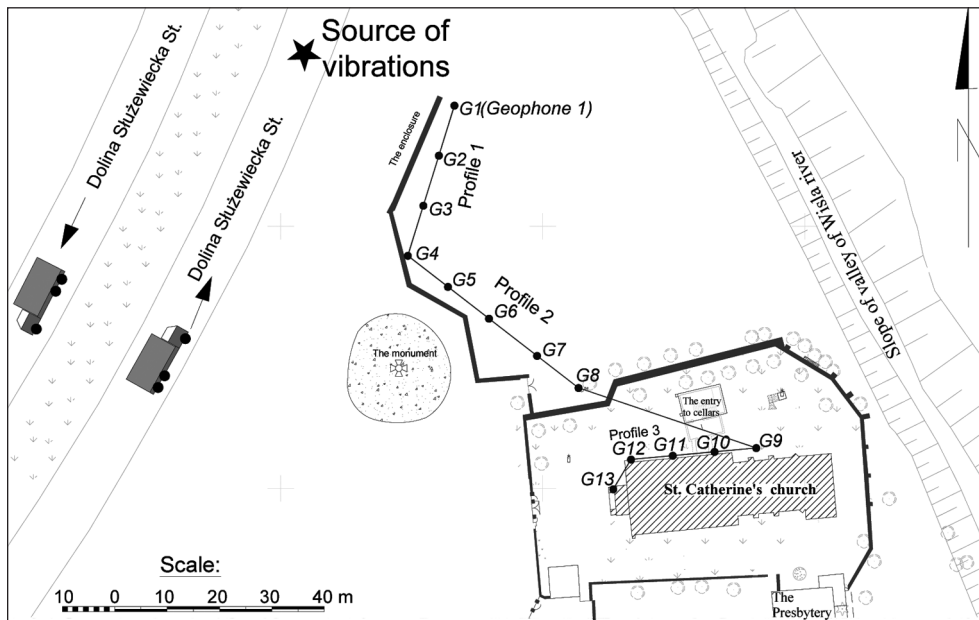 Source of
vibrations
Dolina Służewiecka St.
Dolina Służewiecka St.
The enclosure
G1(Geophone 1)
G2
Profile 1
G3
G4
G5
Profile 2
G6
G7
G8
Slope of valley of Wisla river
The monument
The entry
to cellars
Profile 3
G12
G11
G10
G9
G13
St. Catherine's church
The
Presbytery
Scale:
10 0 10 20 30 40 m